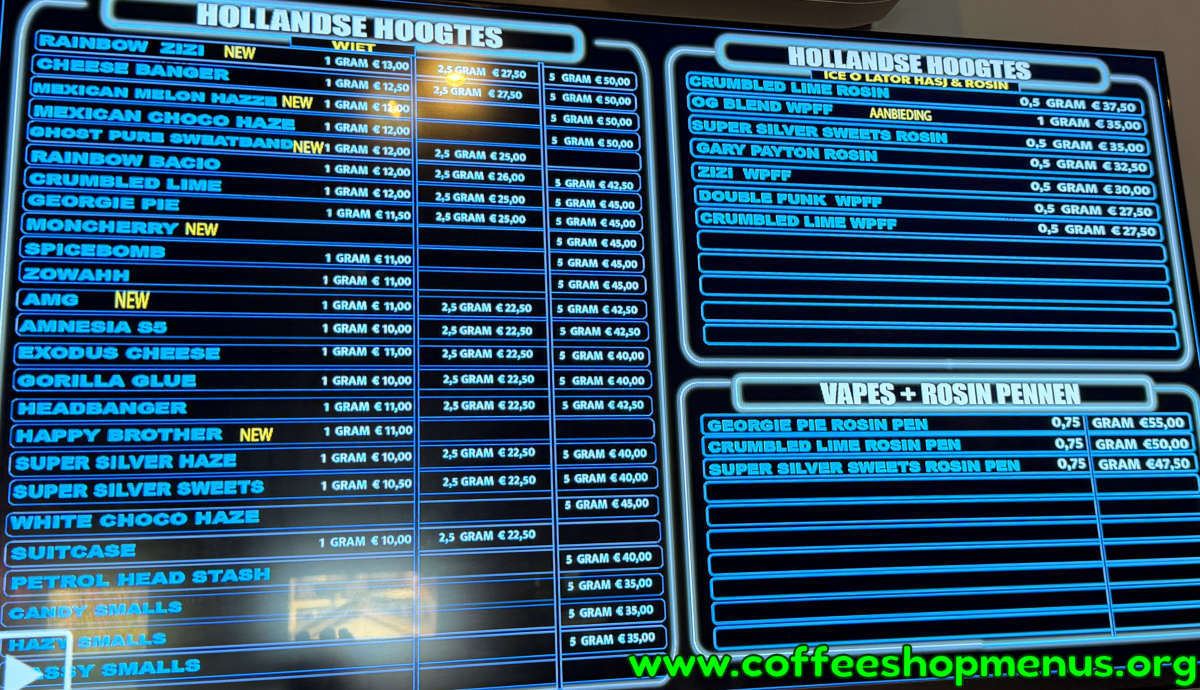 HOLLANDSE HOOGTES
WIET
RAINBOW ZIZI NEW 1 GRAM € 13,00 2,5 GRAM € 27,50 5 GRAM € 50,00
CHEESE BANGER 1 GRAM € 12,50 2,5 GRAM € 27,50 5 GRAM € 50,00
MEXICAN MELON HAZZE NEW 1 GRAM € 12,00 5 GRAM € 50,00
MEXICAN CHOCO HAZE 1 GRAM € 12,00 5 GRAM € 50,00
GHOST PURE SWEATBAND NEW 1 GRAM € 12,00 2,5 GRAM € 25,00
RAINBOW BACIO 1 GRAM € 12,00 2,5 GRAM € 26,00 5 GRAM € 42,50
CRUMBLED LIME 1 GRAM € 12,00 2,5 GRAM € 25,00 5 GRAM € 45,00
GEORGIE PIE 1 GRAM € 11,50 2,5 GRAM € 25,00 5 GRAM € 45,00
MONCHERRY NEW 5 GRAM € 45,00
SPICEBOMB 1 GRAM € 11,00 5 GRAM € 45,00
ZOWAHH 1 GRAM € 11,00 5 GRAM € 45,00
AMG NEW 1 GRAM € 11,00 2,5 GRAM € 22,50 5 GRAM € 42,50
AMNESIA S5 1 GRAM € 10,00 2,5 GRAM € 22,50 5 GRAM € 42,50
EXODUS CHEESE 1 GRAM € 11,00 2,5 GRAM € 22,50 5 GRAM € 40,00
GORILLA GLUE 1 GRAM € 10,00 2,5 GRAM € 22,50 5 GRAM € 40,00
HEADBANGER 1 GRAM € 11,00 2,5 GRAM € 22,50 5 GRAM € 42,50
HAPPY BROTHER NEW 1 GRAM € 11,00
SUPER SILVER HAZE 1 GRAM € 10,00 2,5 GRAM € 22,50 5 GRAM € 40,00
SUPER SILVER SWEETS 1 GRAM € 10,50 2,5 GRAM € 22,50 5 GRAM € 40,00
WHITE CHOCO HAZE 5 GRAM € 45,00
SUITCASE 1 GRAM € 10,00 2,5 GRAM € 22,50
PETROL HEAD STASH 5 GRAM € 40,00
CANDY SMALLS 5 GRAM € 35,00
HAZY SMALLS 5 GRAM € 35,00
SMALLS 5 GRAM € 35,00
HOLLANDSE HOOGTES
ICE O LATOR HASJ & ROSIN
CRUMBLED LIME ROSIN 0,5 GRAM € 37,50
OG BLEND WPFF AANBIEDING 1 GRAM € 35,00
SUPER SILVER SWEETS ROSIN 0,5 GRAM € 35,00
GARY PAYTON ROSIN 0,5 GRAM € 32,50
ZIZI WPFF 0,5 GRAM € 30,00
DOUBLE FUNK WPFF 0,5 GRAM € 27,50
CRUMBLED LIME WPFF 0,5 GRAM € 27,50
VAPES + ROSIN PENNEN
GEORGIE PIE ROSIN PEN 0,75 GRAM €55,00
CRUMBLED LIME ROSIN PEN 0,75 GRAM €50,00
SUPER SILVER SWEETS ROSIN PEN 0,75 GRAM €47,50
www.coffeeshopmenus.org